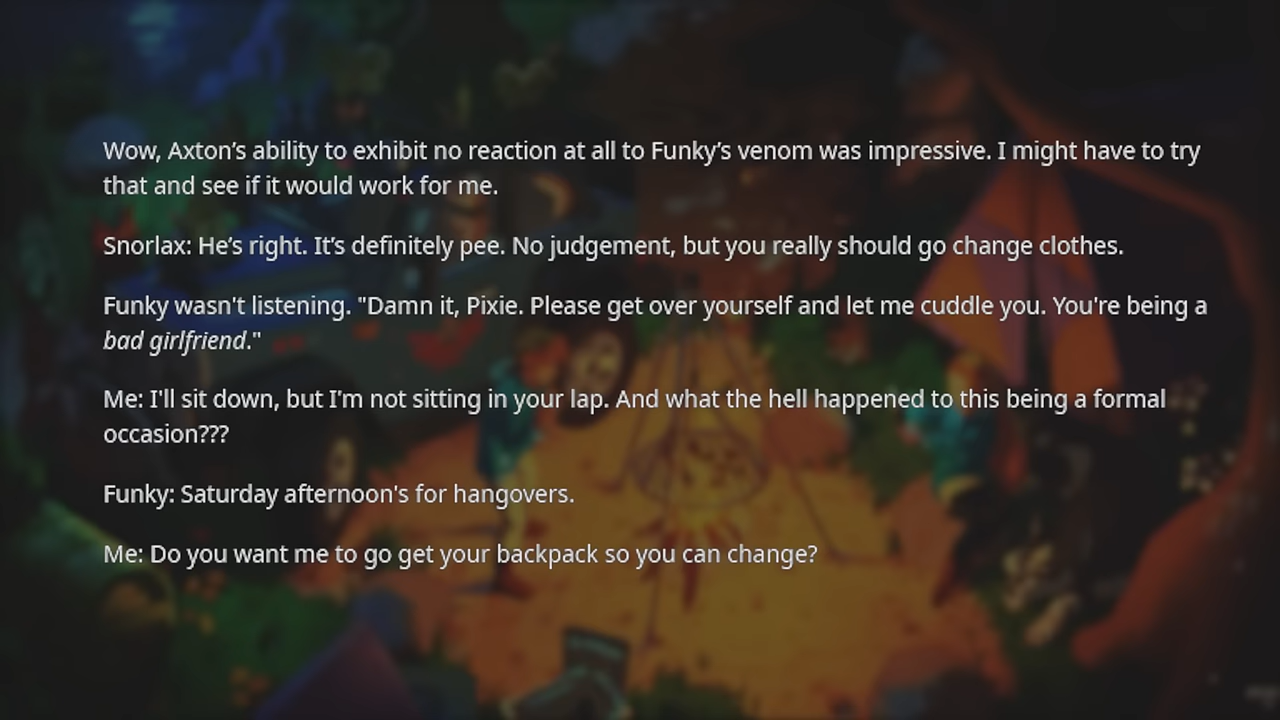 Wow, Axton’s ability to exhibit no reaction at all to Funky’s venom was impressive. I might have to try
that and see if it would work for me.
Snorlax: He’s right. It’s definitely pee. No judgement, but you really should go change clothes.
Funky wasn't listening. "Damn it, Pixie. Please get over yourself and let me cuddle you. You're being a
bad girlfriend."
Me: I'll sit down, but I'm not sitting in your lap. And what the hell happened to this being a formal
occasion???
Funky: Saturday afternoon's for hangovers.
Me: Do you want me to go get your backpack so you can change?